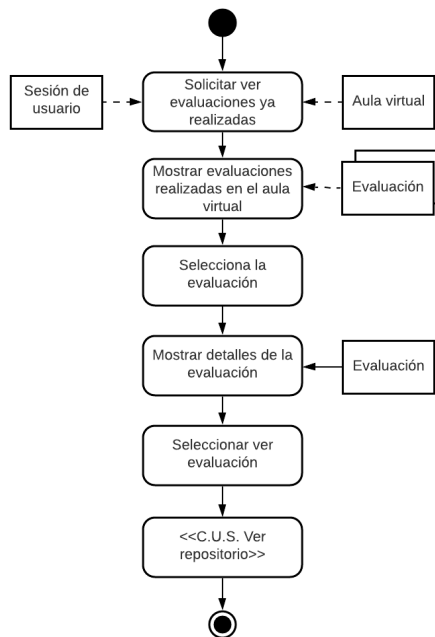 Solicitar ver
evaluaciones ya
realizadas
Sesión de
usuario
Aula virtual
Mostrar evaluaciones
realizadas en el aula
virtual
Evaluación
Selecciona la
evaluación
Mostrar detalles de la
evaluación
Evaluación
Seleccionar ver
evaluación
<<C.U.S. Ver
repositorio>>